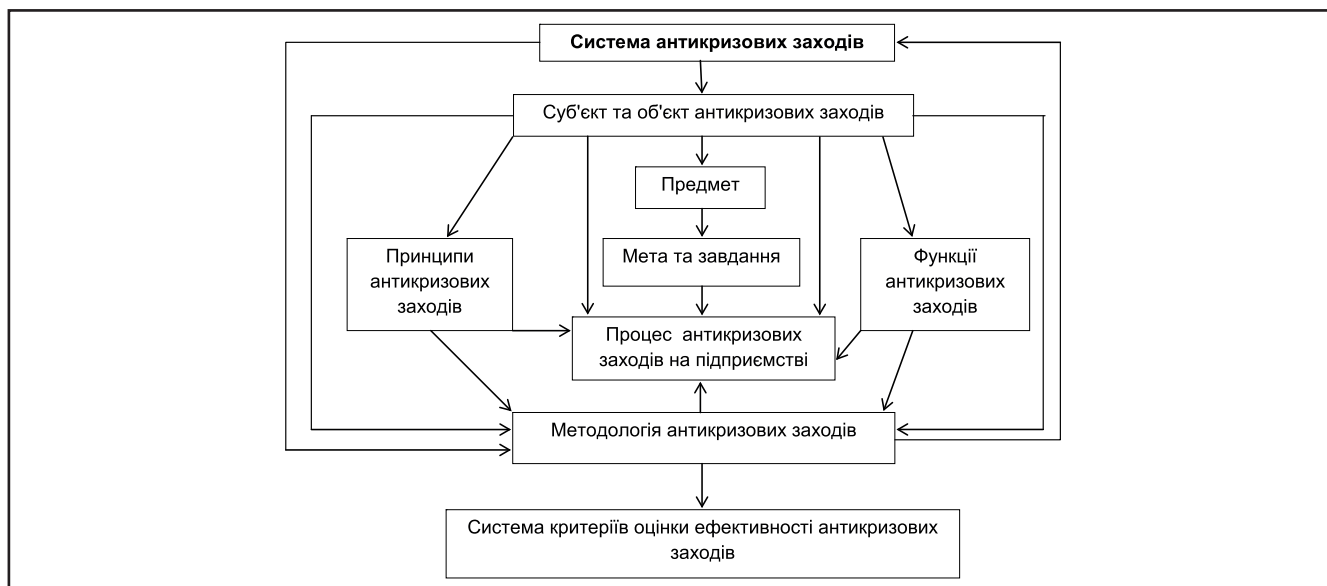 Система антикризових заходів
Суб'єкт та об'єкт антикризових заходів
Предмет
Принципи
антикризових
заходів
Мета та завдання
Функції
антикризових
заходів
Процес антикризових
заходів на підприємстві
Методологія антикризових заходів
Система критеріїв оцінки ефективності антикризових
заходів